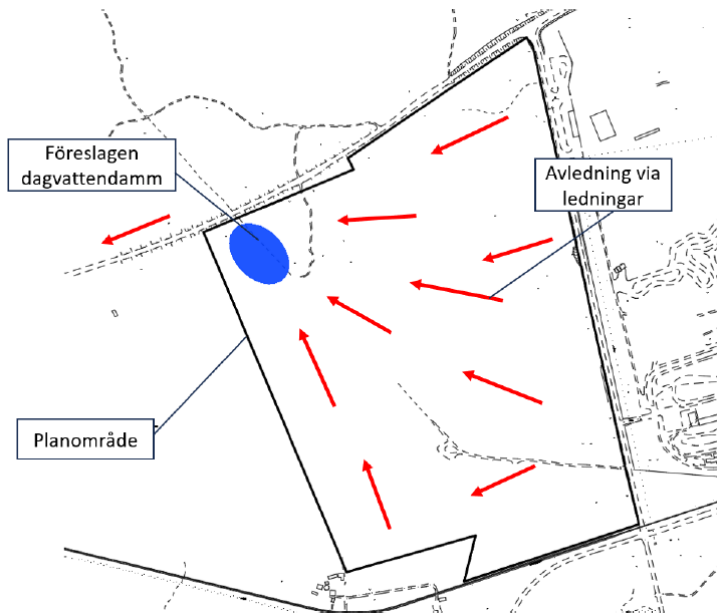 Föreslagen
dagvattendamm
Avledning via
ledningar
Planområde